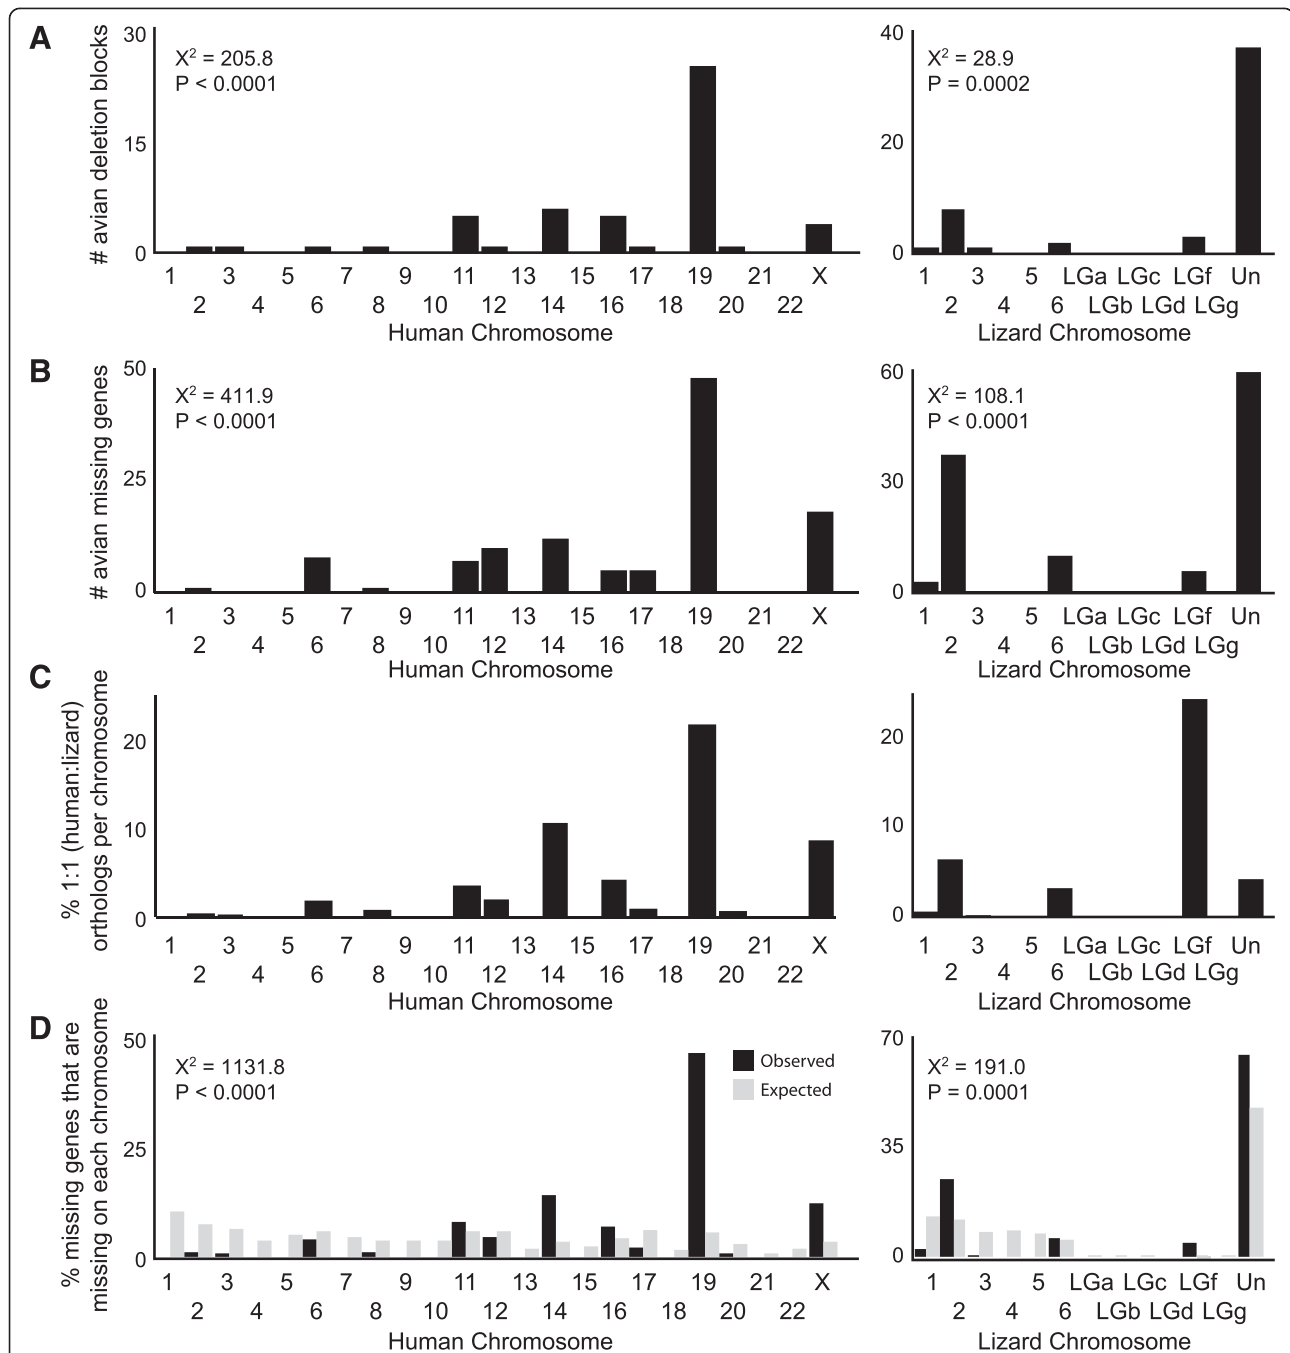 A
# avian deletion blocks
30
15
0
X² = 205.8
P < 0.0001
1 3 5 7 9 11 13 15 17 19 21 X
2 4 6 8 10 12 14 16 18 20 22
Human Chromosome
40
20
0
X² = 28.9
P = 0.0002
1 3 5 LGa LGc LGf Un
2 4 6 LGb LGd LGg
Lizard Chromosome
B
# avian missing genes
50
25
0
X² = 411.9
P < 0.0001
1 3 5 7 9 11 13 15 17 19 21 X
2 4 6 8 10 12 14 16 18 20 22
Human Chromosome
60
30
0
X² = 108.1
P < 0.0001
1 3 5 LGa LGc LGf Un
2 4 6 LGb LGd LGg
Lizard Chromosome
C
% 1:1 (human:lizard)
orthologs per chromosome
20
10
0
1 3 5 7 9 11 13 15 17 19 21 X
2 4 6 8 10 12 14 16 18 20 22
Human Chromosome
20
10
0
1 3 5 LGa LGc LGf Un
2 4 6 LGb LGd LGg
Lizard Chromosome
D
% missing genes that are
missing on each chromosome
50
25
0
X² = 1131.8
P < 0.0001
Observed
Expected
1 3 5 7 9 11 13 15 17 19 21 X
2 4 6 8 10 12 14 16 18 20 22
Human Chromosome
70
35
0
X² = 191.0
P = 0.0001
1 3 5 LGa LGc LGf Un
2 4 6 LGb LGd LGg
Lizard Chromosome